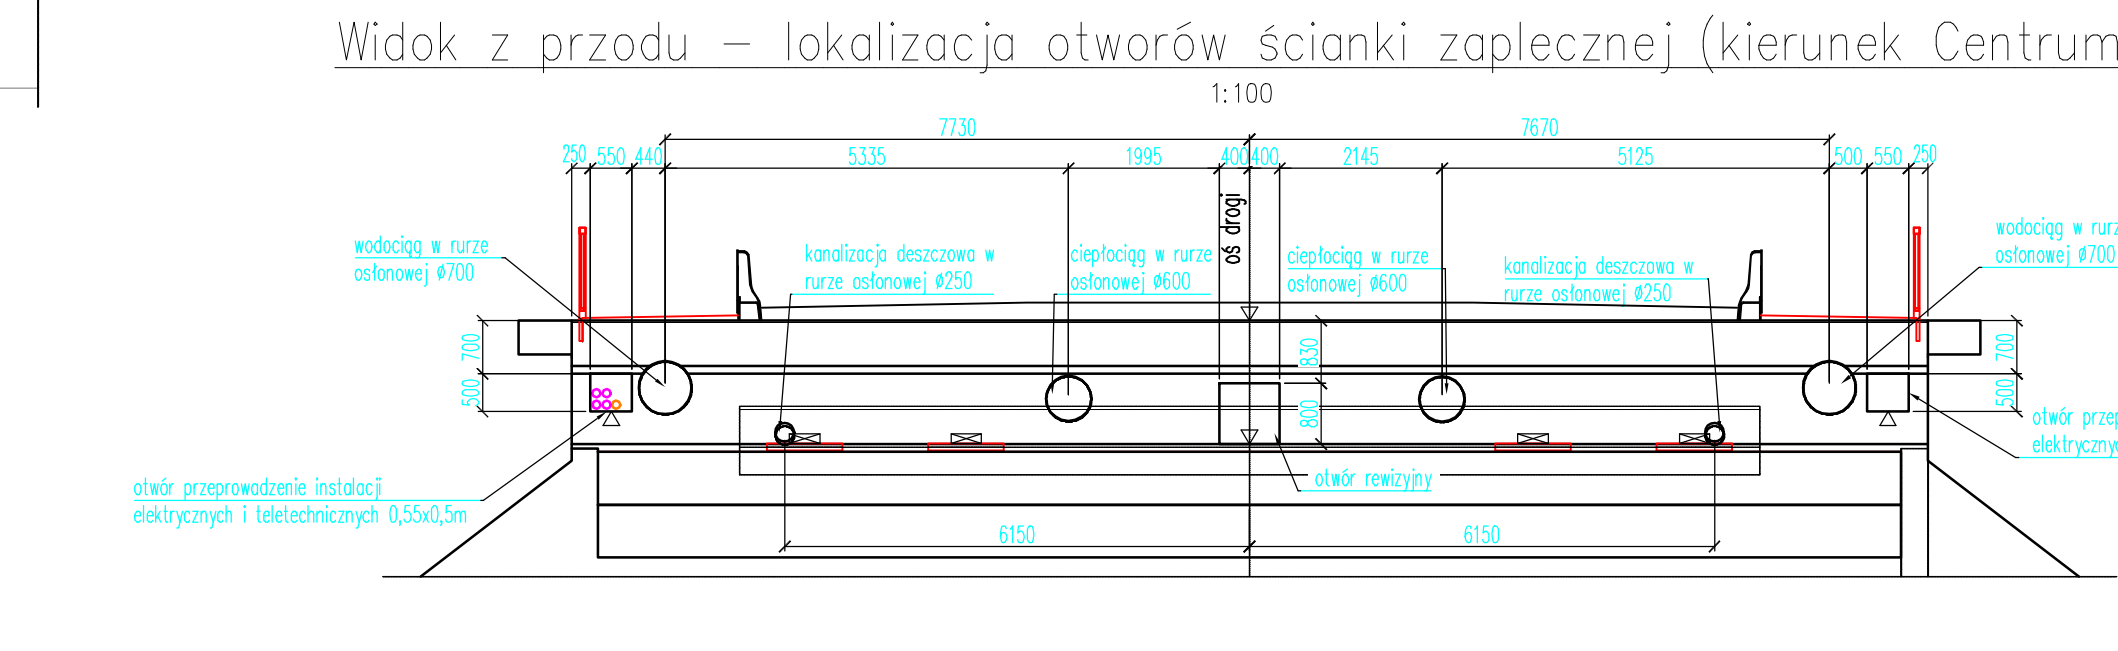 Widok z przodu – lokalizacja otworów ścianki zaplecznej (kierunek Centrum
1:100
7730 7670
250 550 440 5335 1995 400 400 2145 5125 500 550 250
oś drogi
wodociąg w rurze
osłonowej ø700
kanalizacja deszczowa w
rurze osłonowej ø250
ciepłociąg w rurze
osłonowej ø600
ciepłociąg w rurze
osłonowej ø600
kanalizacja deszczowa w
rurze osłonowej ø250
wodociąg w rurz
osłonowej ø700
700
500
830
800
700
500
otwór przep
elektryczny
otwór rewizyjny
otwór przeprowadzenie instalacji
elektrycznych i teletechnicznych 0,55x0,5m
6150 6150